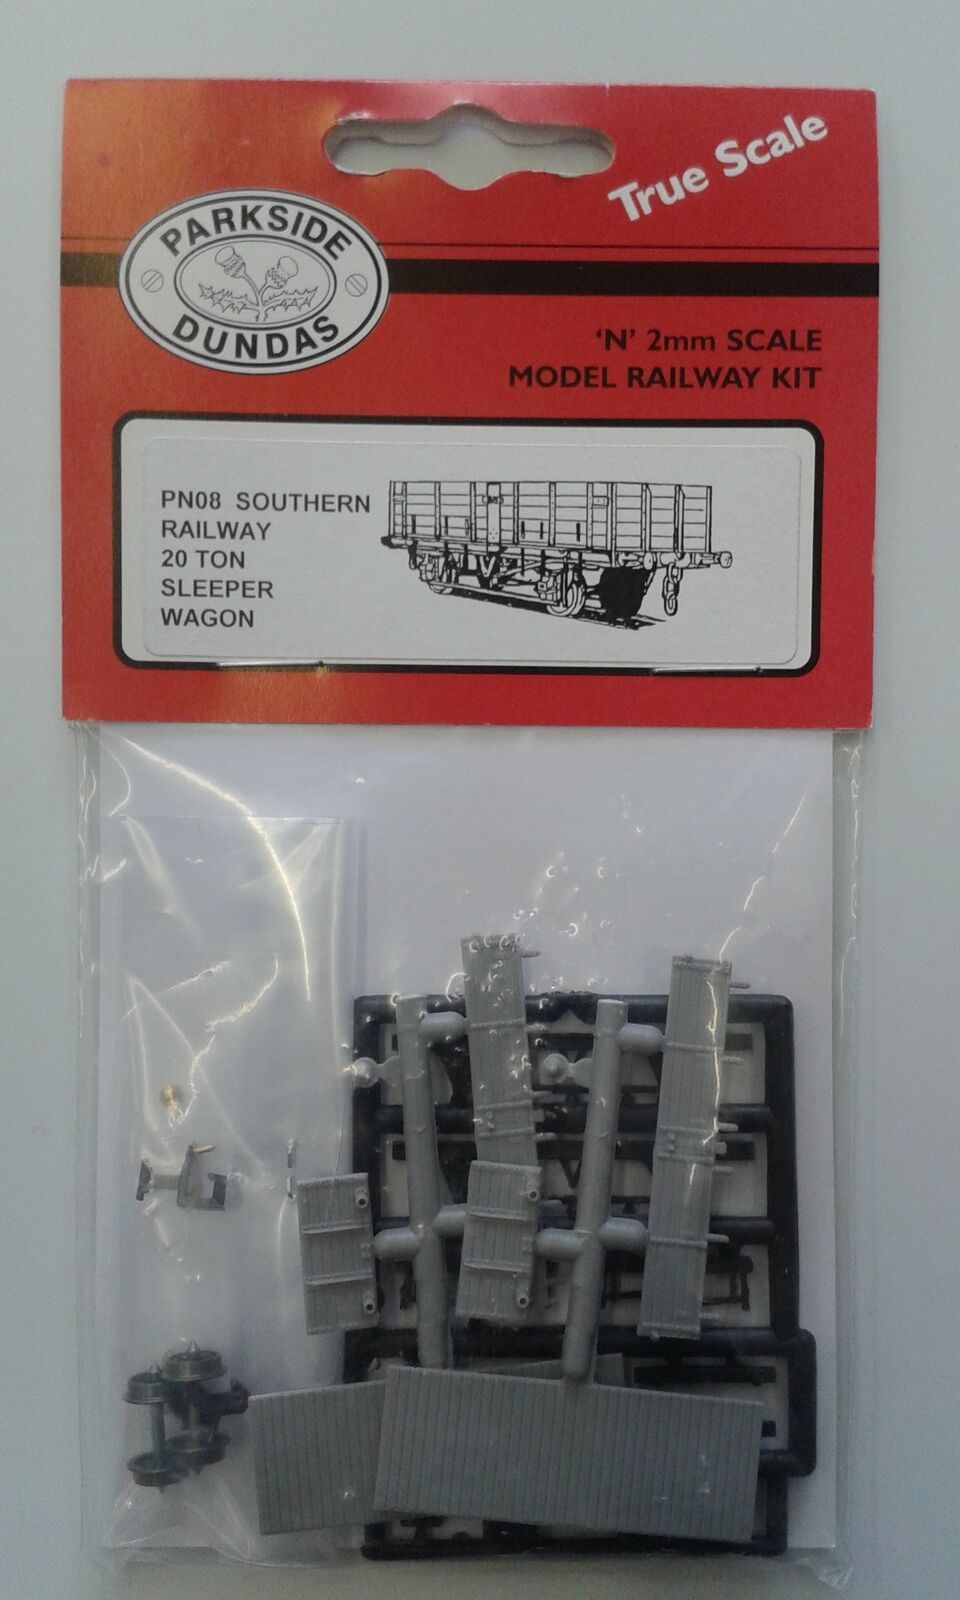 True Scale
PARKSIDE
DUNDAS
‘N’ 2mm SCALE
MODEL RAILWAY KIT
PN08 SOUTHERN
RAILWAY
20 TON
SLEEPER
WAGON